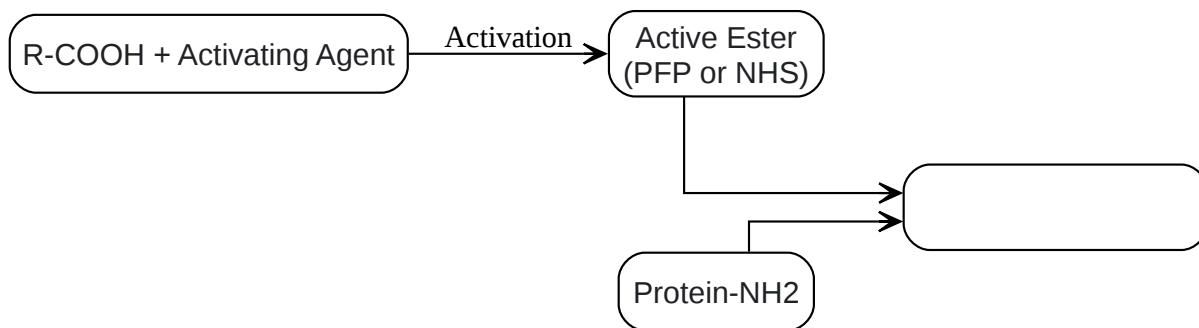 R-COOH + Activating Agent
Activation
Active Ester
(PFP or NHS)
Protein-NH2